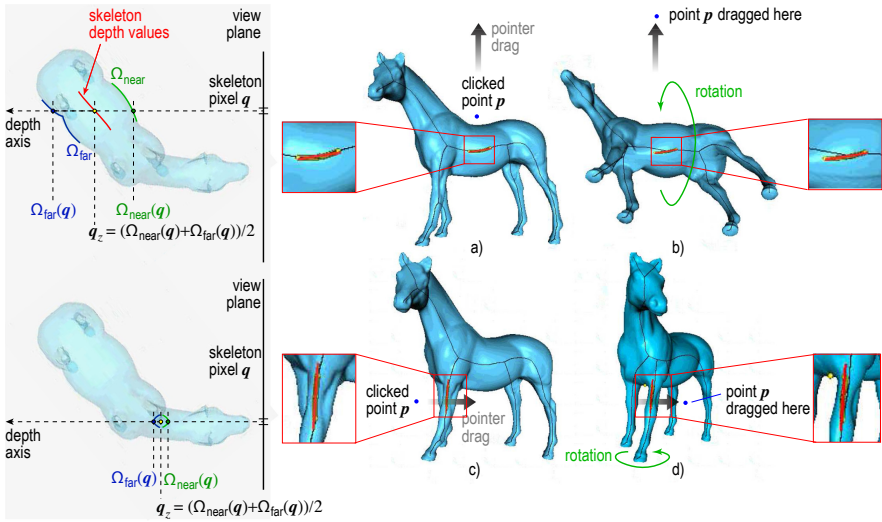 skeleton
depth values
view
plane
Ωnear
skeleton
pixel q
depth
axis
Ωfar
Ωfar(q)
Ωnear(q)
qz = (Ωnear(q)+Ωfar(q))/2
view
plane
skeleton
pixel q
depth
axis
Ωfar(q)
Ωnear(q)
qz = (Ωnear(q)+Ωfar(q))/2
pointer
drag
clicked
point p
a)
point p dragged here
rotation
b)
clicked
point p
pointer
drag
c)
point p
dragged here
rotation
d)